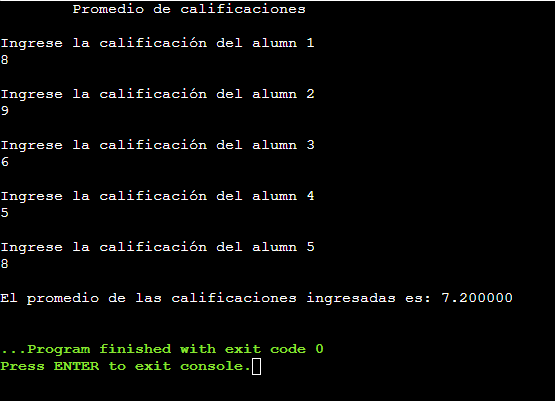 Promedio de calificaciones
Ingrese la calificación del alumn 1
8
Ingrese la calificación del alumn 2
9
Ingrese la calificación del alumn 3
6
Ingrese la calificación del alumn 4
5
Ingrese la calificación del alumn 5
8
El promedio de las calificaciones ingresadas es: 7.200000
...Program finished with exit code 0
Press ENTER to exit console.